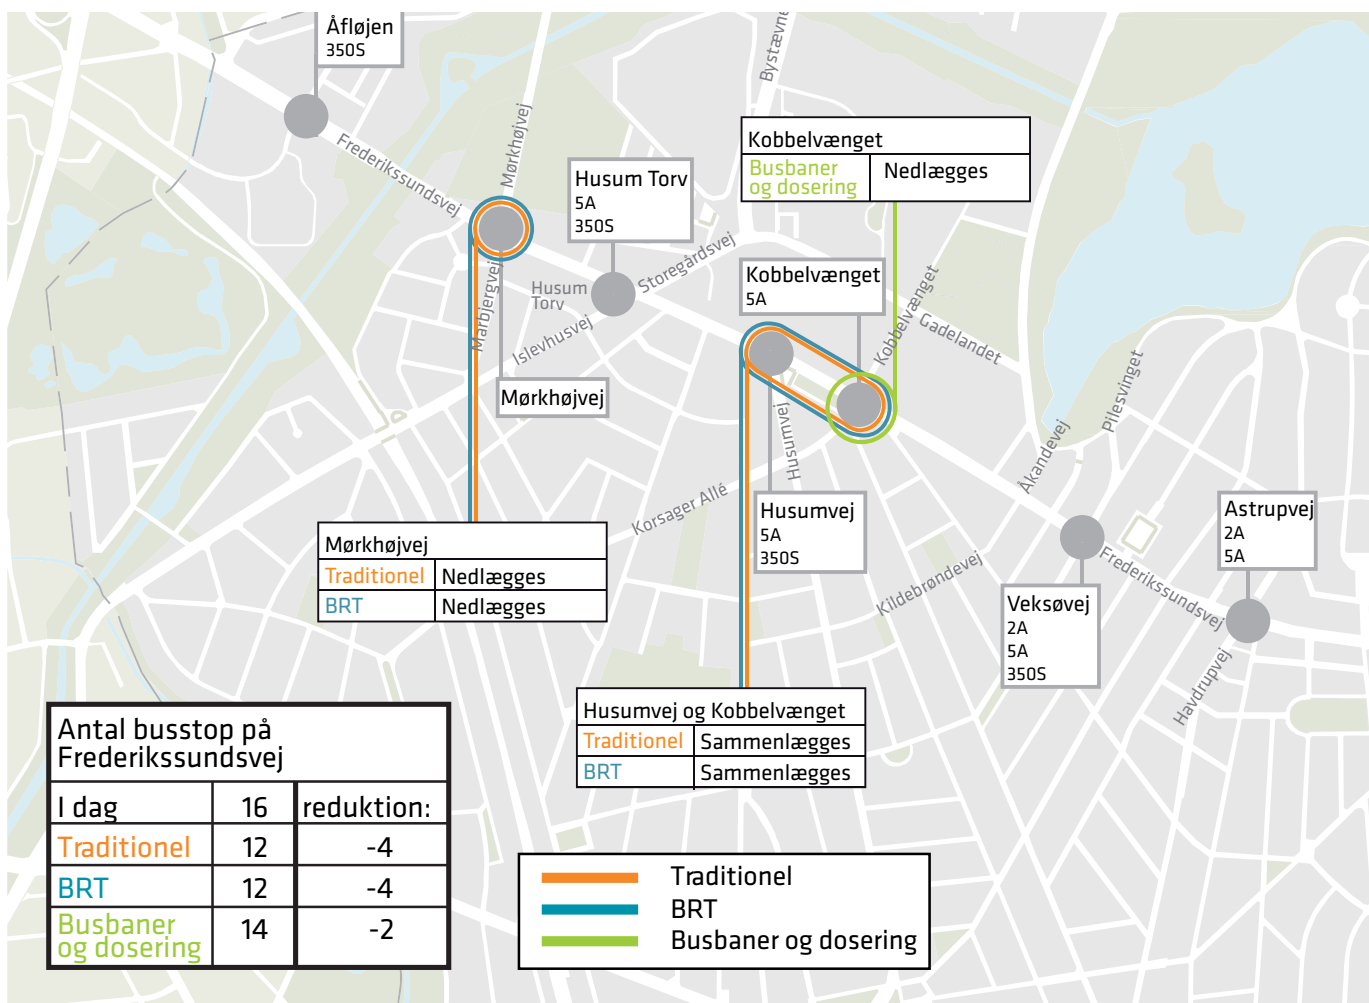 Åfløjen
350S
Bystævne
Mørkhøjvej
Frederikssundsvej
Kobbelvænget
Busbaner og dosering
Nedlægges
Husum Torv
5A
350S
Storegårdsvej
Marbjergvej
Husum
Torv
Islevhusvej
Kobbelvænget
5A
Kobbelvænget
Gadelandet
Mørkhøjvej
Husumvej
Pilesvinget
Åkandevej
Korsager Allé
Husumvej
5A
350S
Astrupvej
2A
5A
Mørkhøjvej
Traditionel Nedlægges
BRT Nedlægges
Kildebrøndevej
Frederikssundsvej
Veksøvej
2A
5A
350S
Havdrupvej
Husumvej og Kobbelvænget
Traditionel Sammenlægges
BRT Sammenlægges
Antal busstop på
Frederikssundsvej
I dag 16 reduktion:
Traditionel 12 -4
BRT 12 -4
Busbaner
og dosering 14 -2
Traditionel
BRT
Busbaner og dosering